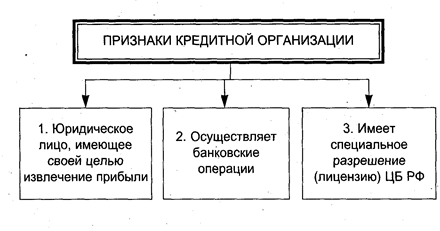 ПРИЗНАКИ КРЕДИТНОЙ ОРГАНИЗАЦИИ
1. Юридическое
лицо, имеющее
своей целью
извлечение прибыли
2. Осуществляет
банковские
операции
3. Имеет
специальное
разрешение
(лицензию) ЦБ РФ